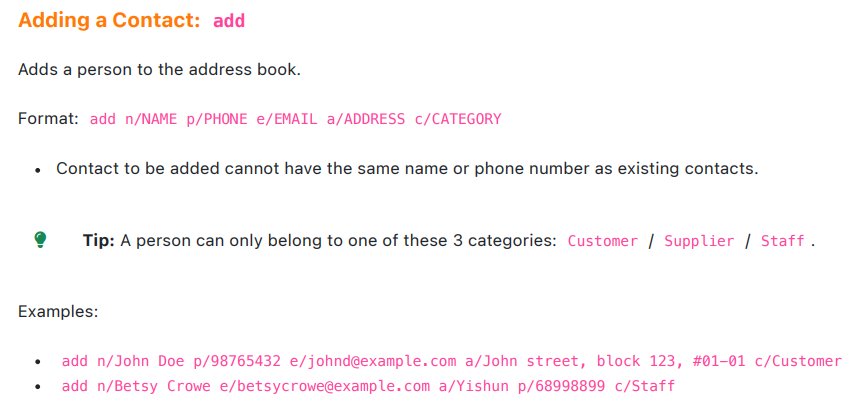 Adding a Contact: add
Adds a person to the address book.
Format: add n/NAME p/PHONE e/EMAIL a/ADDRESS c/CATEGORY
• Contact to be added cannot have the same name or phone number as existing contacts.
Tip: A person can only belong to one of these 3 categories: Customer / Supplier / Staff .
Examples:
• add n/John Doe p/98765432 e/johnd@example.com a/John street, block 123, #01-01 c/Customer
• add n/Betsy Crowe e/betsycrowe@example.com a/Yishun p/68998899 c/Staff